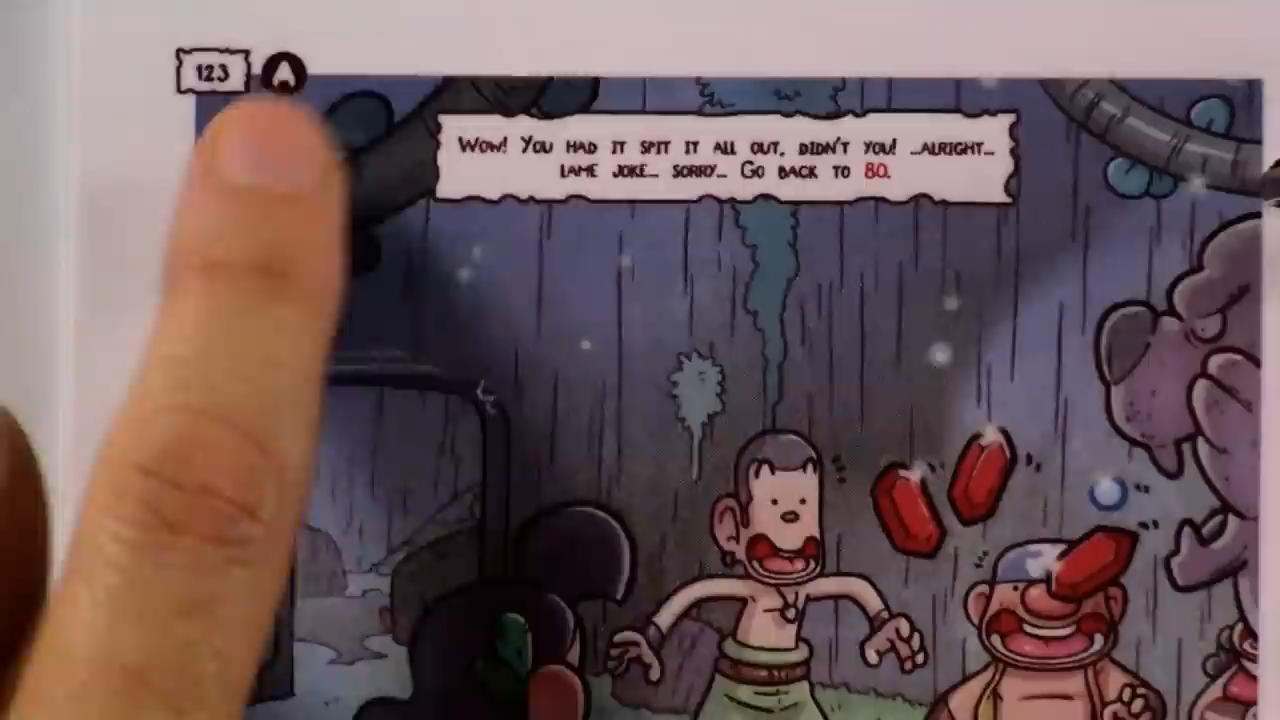 123 A
Wow! You had it spit it all out, didn't you! ...alright...
lame joke... sorry... Go back to 80.